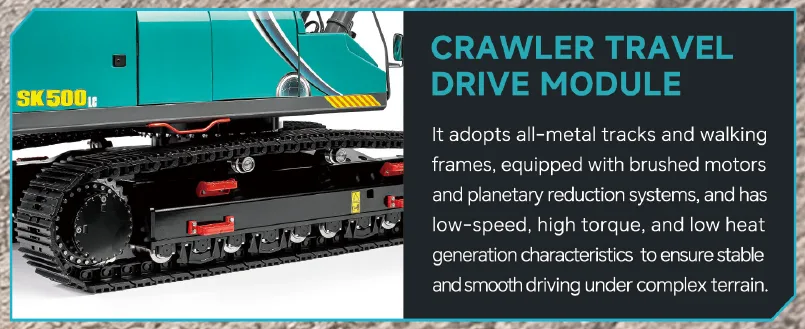 SK500LC
CRAWLER TRAVEL
DRIVE MODULE
It adopts all-metal tracks and walking
frames, equipped with brushed motors
and planetary reduction systems, and has
low-speed, high torque, and low heat
generation characteristics to ensure stable
and smooth driving under complex terrain.